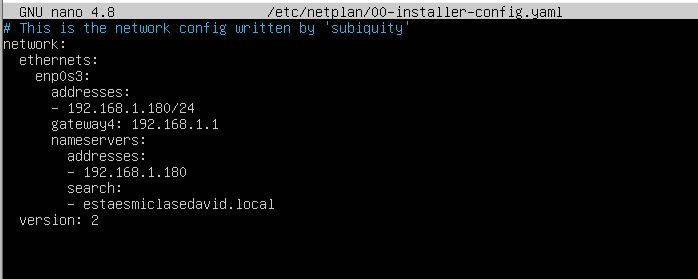 GNU nano 4.8 /etc/netplan/00-installer-config.yaml
# This is the network config written by 'subiquity'
network:
  ethernets:
    enp0s3:
      addresses:
      - 192.168.1.180/24
      gateway4: 192.168.1.1
      nameservers:
        addresses:
        - 192.168.1.180
        search:
        - estaesmiclasedavid.local
  version: 2